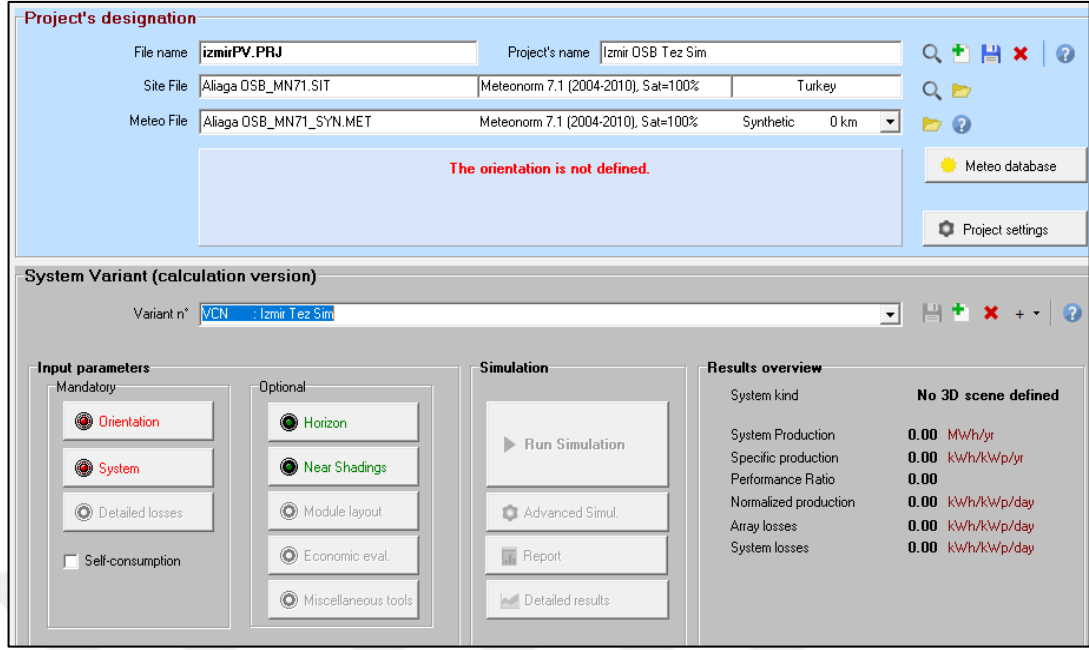 Project's designation
File name izmirPV.PRJ Project's name Izmir OSB Tez Sim
Site File Aliaga OSB_MN71.SIT Meteonorm 7.1 (2004-2010), Sat=100% Turkey
Meteo File Aliaga OSB_MN71_SYN.MET Meteonorm 7.1 (2004-2010), Sat=100% Synthetic 0 km
The orientation is not defined.
Meteo database
Project settings
System Variant (calculation version)
Variant n° VCN : Izmir Tez Sim
Input parameters
Mandatory
Orientation
System
Detailed losses
Self-consumption
Optional
Horizon
Near Shadings
Module layout
Economic eval.
Miscellaneous tools
Simulation
Run Simulation
Advanced Simul.
Report
Detailed results
Results overview
System kind No 3D scene defined
System Production 0.00 MWh/yr
Specific production 0.00 kWh/kWp/yr
Performance Ratio 0.00
Normalized production 0.00 kWh/kWp/day
Array losses 0.00 kWh/kWp/day
System losses 0.00 kWh/kWp/day